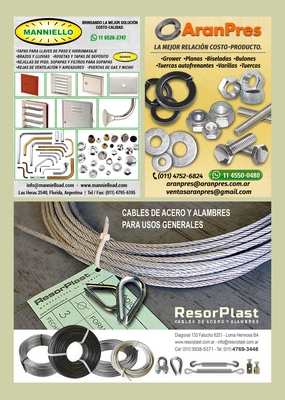 MANNIELLO
BRINDANDO LA MEJOR SOLUCIÓN
COSTO-CALIDAD.
11 6526-2747
•TAPAS PARA LLAVES DE PASO E HIDROMASAJE
•BRAZOS Y LLUVIAS •ROSETAS Y TAPAS DE DEPÓSITO
•REJILLAS DE PISO, SOPAPAS Y FILTROS PARA SOPAPAS
•REJAS DE VENTILACIÓN Y AIREADORES •PUERTAS DE GAS Y NICHO
info@mannielload.com - www.mannielload.com
Las Heras 2540, Florida, Argentina | Tel / Fax: (011) 4795-6195
AranPres
LA MEJOR RELACIÓN COSTO-PRODUCTO.
•Grower •Planas •Biseladas •Bulones
•Tuercas autofrenantes •Varillas •Tuercas
(011) 4752-6824
11 4550-0480
aranpres@aranpres.com.ar
ventasaranpres@gmail.com
CABLES DE ACERO Y ALAMBRES
PARA USOS GENERALES
ResorPlast
ResorPlast
CABLES DE ACERO Y ALAMBRES
Diagonal 133 Falucho 6251 - Loma Hermosa BA
www.resorplast.com.ar - info@resorplast.com.ar
Tel: (011) 3938-5371 - Tel: (011) 4769-3448